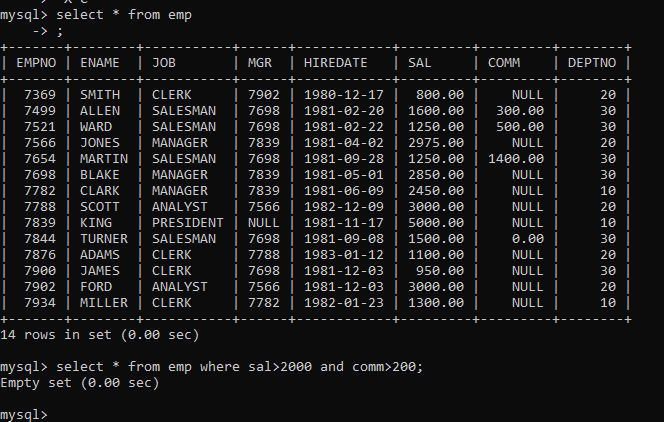 mysql> select * from emp
    -> ;
+-------+--------+-----------+------+------------+---------+---------+--------+
| EMPNO | ENAME  | JOB       | MGR  | HIREDATE   | SAL     | COMM    | DEPTNO |
+-------+--------+-----------+------+------------+---------+---------+--------+
|  7369 | SMITH  | CLERK     | 7902 | 1980-12-17 |  800.00 |    NULL |     20 |
|  7499 | ALLEN  | SALESMAN  | 7698 | 1981-02-20 | 1600.00 |  300.00 |     30 |
|  7521 | WARD   | SALESMAN  | 7698 | 1981-02-22 | 1250.00 |  500.00 |     30 |
|  7566 | JONES  | MANAGER   | 7839 | 1981-04-02 | 2975.00 |    NULL |     20 |
|  7654 | MARTIN | SALESMAN  | 7698 | 1981-09-28 | 1250.00 | 1400.00 |     30 |
|  7698 | BLAKE  | MANAGER   | 7839 | 1981-05-01 | 2850.00 |    NULL |     30 |
|  7782 | CLARK  | MANAGER   | 7839 | 1981-06-09 | 2450.00 |    NULL |     10 |
|  7788 | SCOTT  | ANALYST   | 7566 | 1982-12-09 | 3000.00 |    NULL |     20 |
|  7839 | KING   | PRESIDENT | NULL | 1981-11-17 | 5000.00 |    NULL |     10 |
|  7844 | TURNER | SALESMAN  | 7698 | 1981-09-08 | 1500.00 |    0.00 |     30 |
|  7876 | ADAMS  | CLERK     | 7788 | 1983-01-12 | 1100.00 |    NULL |     20 |
|  7900 | JAMES  | CLERK     | 7698 | 1981-12-03 |  950.00 |    NULL |     30 |
|  7902 | FORD   | ANALYST   | 7566 | 1981-12-03 | 3000.00 |    NULL |     20 |
|  7934 | MILLER | CLERK     | 7782 | 1982-01-23 | 1300.00 |    NULL |     10 |
+-------+--------+-----------+------+------------+---------+---------+--------+
14 rows in set (0.00 sec)

mysql> select * from emp where sal>2000 and comm>200;
Empty set (0.00 sec)

mysql>